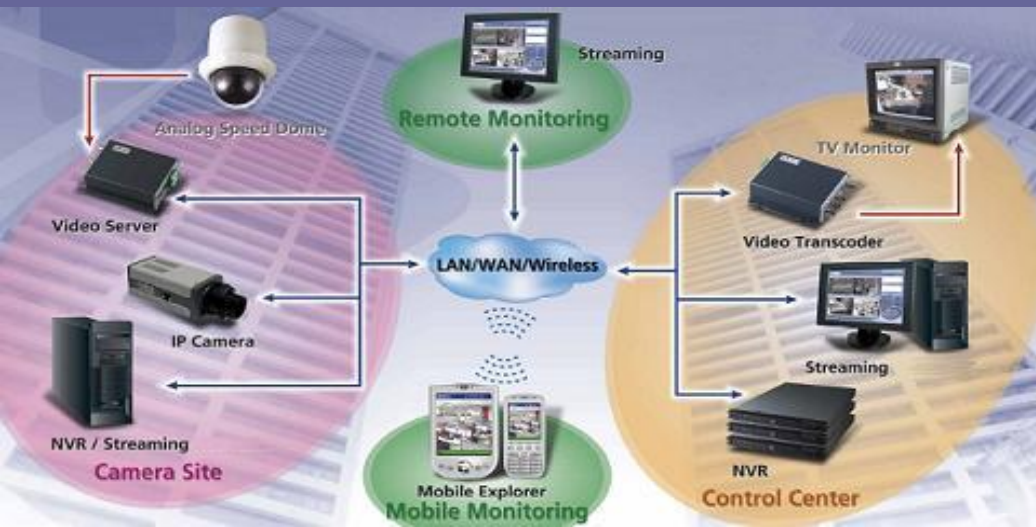 Analog Speed Dome
Streaming
Remote Monitoring
TV Monitor
Video Server
Video Transcoder
LAN/WAN/Wireless
IP Camera
Streaming
NVR / Streaming
Camera Site
Mobile Explorer
Mobile Monitoring
NVR
Control Center